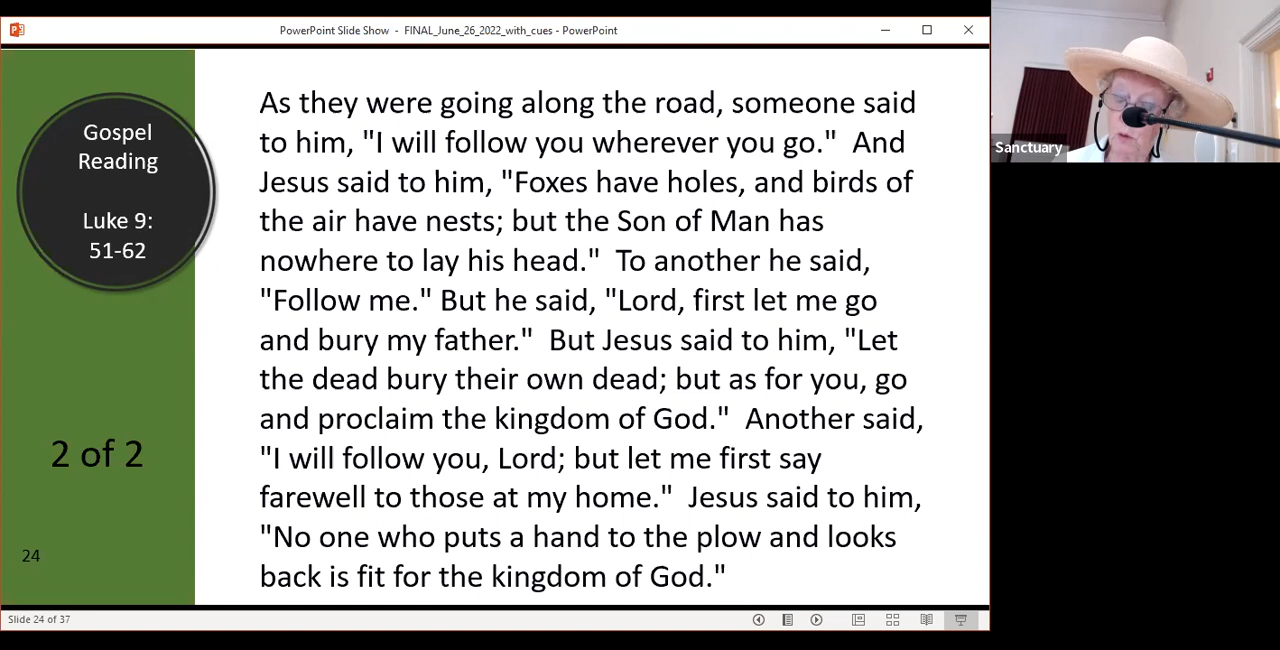 PowerPoint Slide Show - FINAL_June_26_2022_with_cues - PowerPoint
Gospel
Reading
Luke 9:
51-62
2 of 2
24
As they were going along the road, someone said
to him, "I will follow you wherever you go."  And
Jesus said to him, "Foxes have holes, and birds of
the air have nests; but the Son of Man has
nowhere to lay his head."  To another he said,
"Follow me." But he said, "Lord, first let me go
and bury my father."  But Jesus said to him, "Let
the dead bury their own dead; but as for you, go
and proclaim the kingdom of God."  Another said,
"I will follow you, Lord; but let me first say
farewell to those at my home."  Jesus said to him,
"No one who puts a hand to the plow and looks
back is fit for the kingdom of God."
Sanctuary
Slide 24 of 37